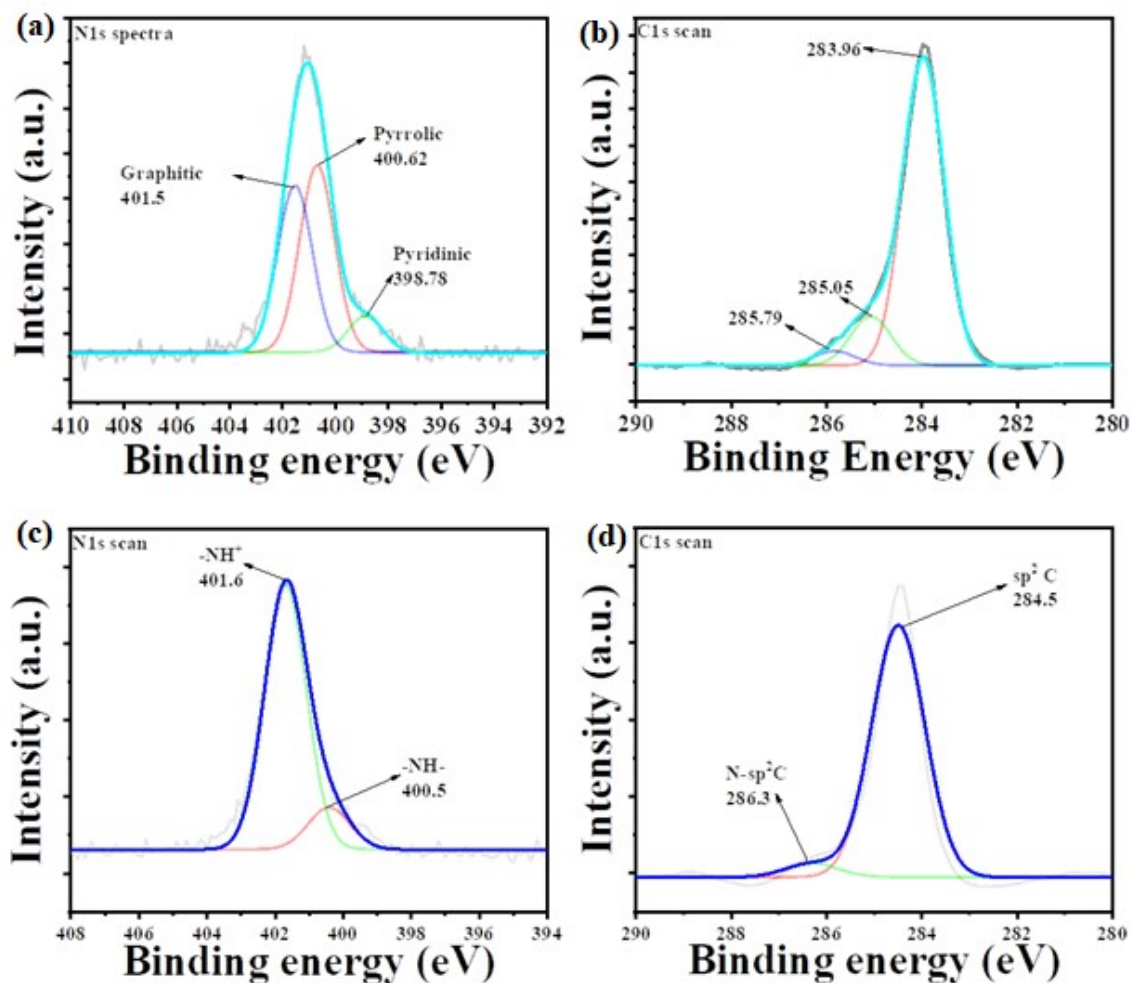 (a)
N1s spectra
Pyrrolic
400.62
Graphitic
401.5
Pyridinic
398.78
Intensity (a.u.)
410 408 406 404 402 400 398 396 394 392
Binding energy (eV)
(b)
C1s scan
283.96
285.05
285.79
Intensity (a.u.)
290 288 286 284 282 280
Binding Energy (eV)
(c)
N1s scan
-NH⁺
401.6
-NH-
400.5
Intensity (a.u.)
408 406 404 402 400 398 396 394
Binding energy (eV)
(d)
C1s scan
sp² C
284.5
N-sp²C
286.3
Intensity (a.u.)
290 288 286 284 282 280
Binding energy (eV)